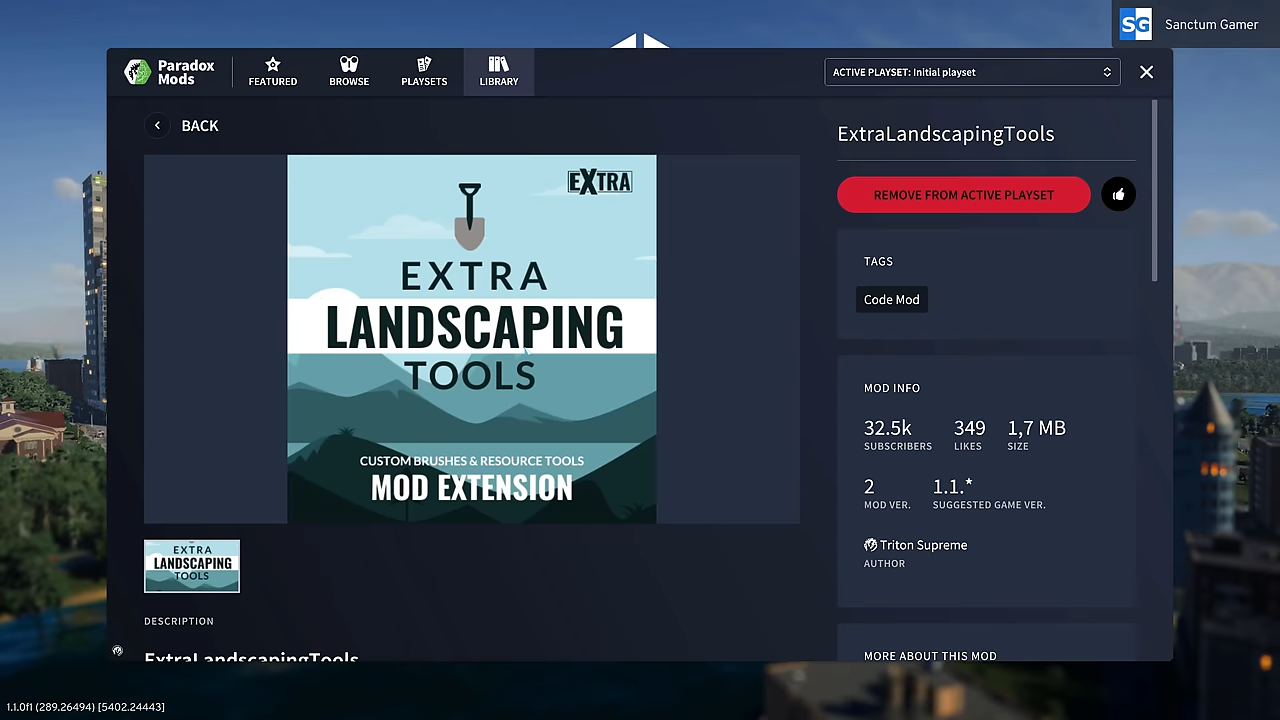 SG Sanctum Gamer
Paradox Mods
FEATURED
BROWSE
PLAYSETS
LIBRARY
ACTIVE PLAYSET: Initial playset
BACK
EXTRA
EXTRA
LANDSCAPING
TOOLS
CUSTOM BRUSHES & RESOURCE TOOLS
MOD EXTENSION
EXTRA
LANDSCAPING
TOOLS
DESCRIPTION
ExtraLandscapingTools
ExtraLandscapingTools
REMOVE FROM ACTIVE PLAYSET
TAGS
Code Mod
MOD INFO
32.5k 349 1,7 MB
SUBSCRIBERS LIKES SIZE
2 1.1.*
MOD VER. SUGGESTED GAME VER.
Triton Supreme
AUTHOR
MORE ABOUT THIS MOD
1.1.0f1 (289.26494) [5402.24443]